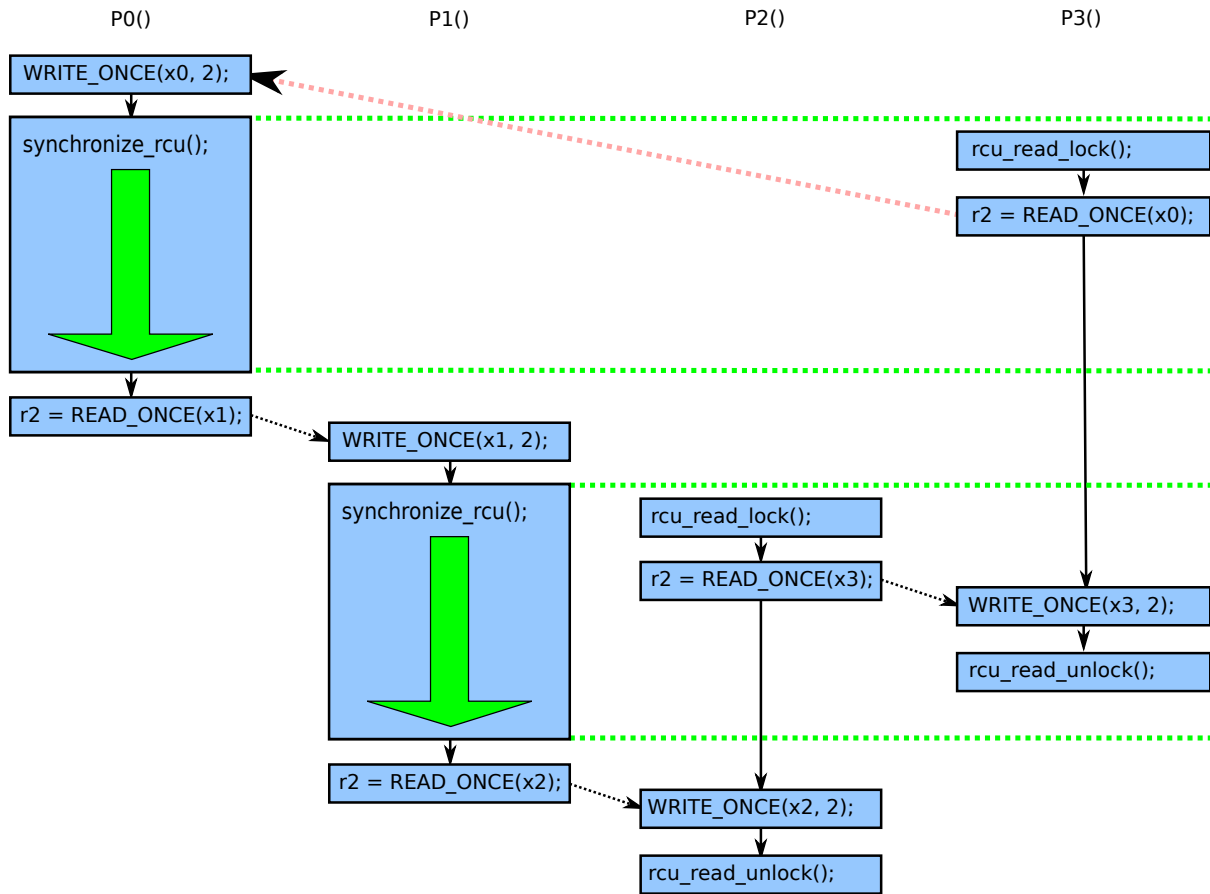 P0()
P1()
P2()
P3()
WRITE_ONCE(x0, 2);
synchronize_rcu();
rcu_read_lock();
r2 = READ_ONCE(x0);
r2 = READ_ONCE(x1);
WRITE_ONCE(x1, 2);
synchronize_rcu();
rcu_read_lock();
r2 = READ_ONCE(x3);
WRITE_ONCE(x3, 2);
rcu_read_unlock();
r2 = READ_ONCE(x2);
WRITE_ONCE(x2, 2);
rcu_read_unlock();